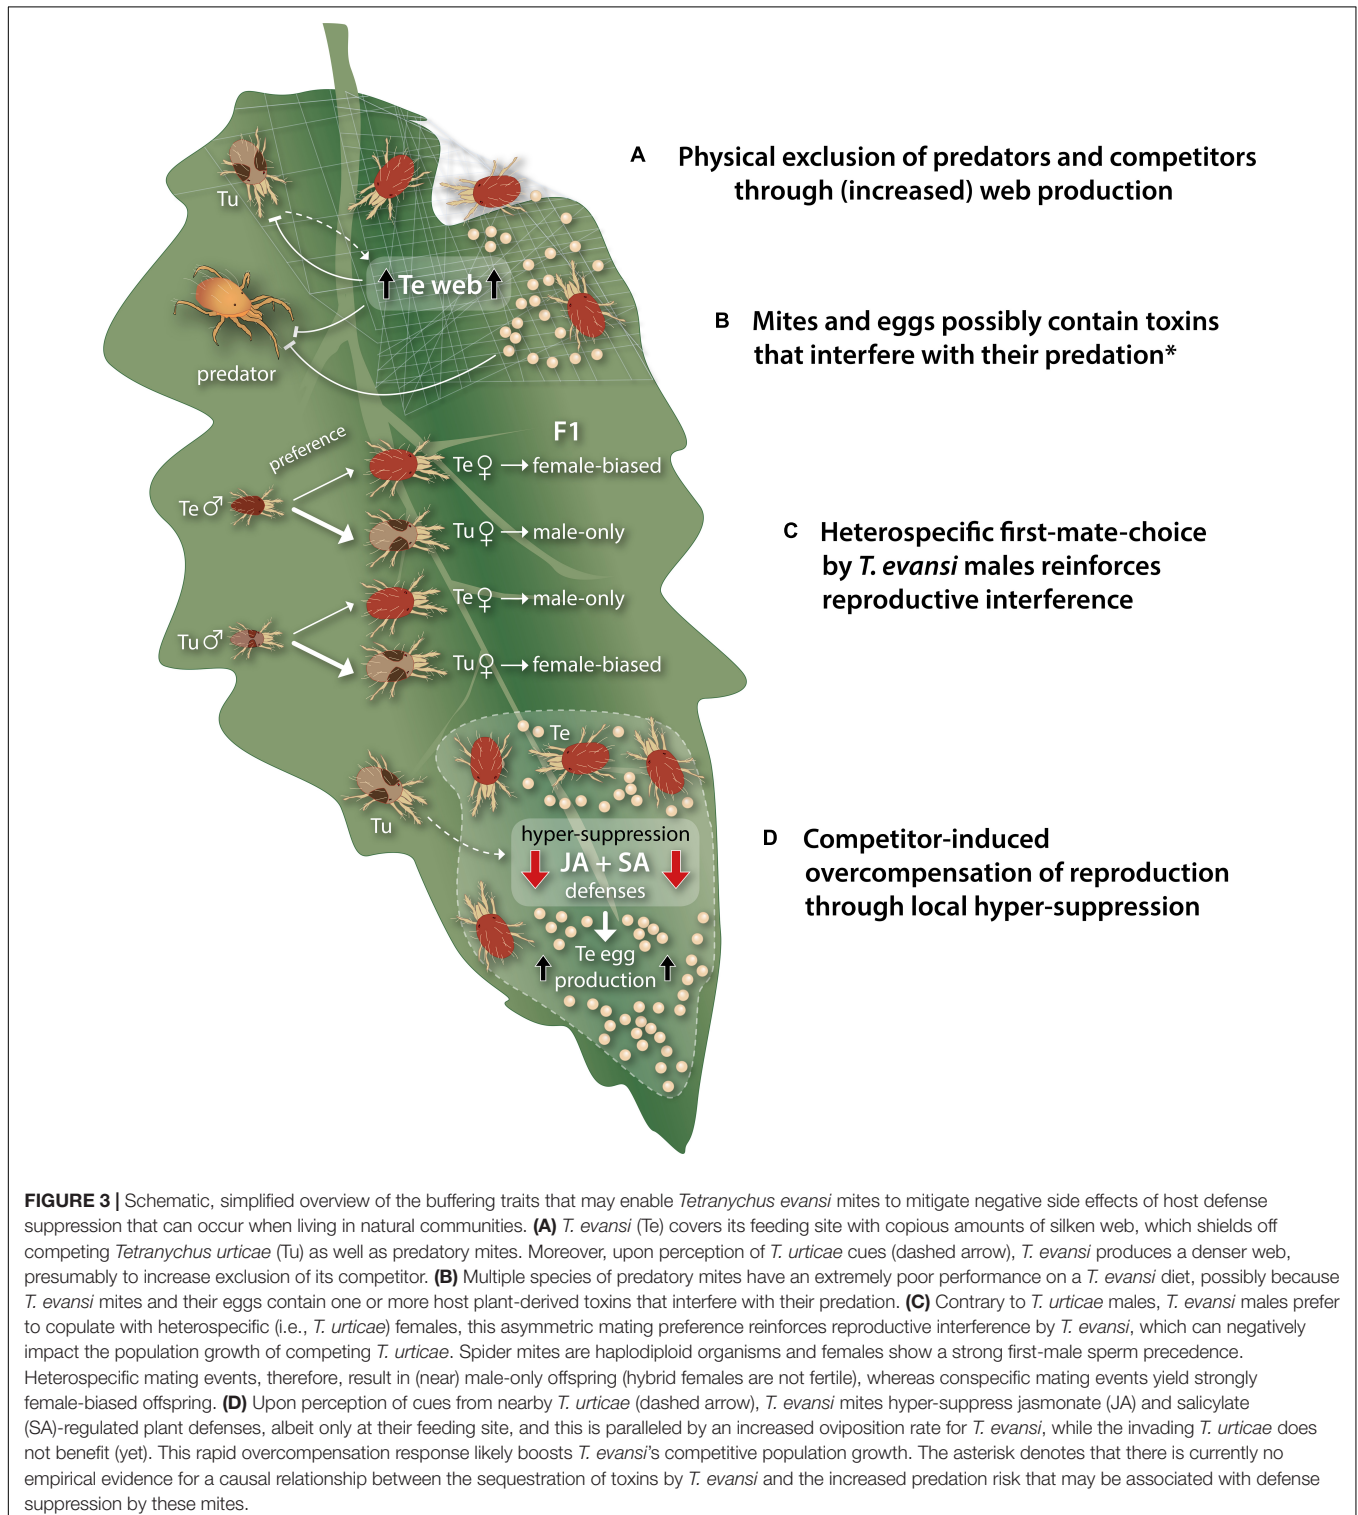 A Physical exclusion of predators and competitors
through (increased) web production
Tu
↑ Te web ↑
predator
B Mites and eggs possibly contain toxins
that interfere with their predation*
F1
preference
Te ♀ → female-biased
Te ♂
Tu ♀ → male-only
C Heterospecific first-mate-choice
by T. evansi males reinforces
reproductive interference
Te ♀ → male-only
Tu ♂
Tu ♀ → female-biased
Te
Tu
hyper-suppression
JA + SA
defenses
D Competitor-induced
overcompensation of reproduction
through local hyper-suppression
Te egg
production
FIGURE 3 | Schematic, simplified overview of the buffering traits that may enable Tetranychus evansi mites to mitigate negative side effects of host defense
suppression that can occur when living in natural communities. (A) T. evansi (Te) covers its feeding site with copious amounts of silken web, which shields off
competing Tetranychus urticae (Tu) as well as predatory mites. Moreover, upon perception of T. urticae cues (dashed arrow), T. evansi produces a denser web,
presumably to increase exclusion of its competitor. (B) Multiple species of predatory mites have an extremely poor performance on a T. evansi diet, possibly because
T. evansi mites and their eggs contain one or more host plant-derived toxins that interfere with their predation. (C) Contrary to T. urticae males, T. evansi males prefer
to copulate with heterospecific (i.e., T. urticae) females, this asymmetric mating preference reinforces reproductive interference by T. evansi, which can negatively
impact the population growth of competing T. urticae. Spider mites are haplodiploid organisms and females show a strong first-male sperm precedence.
Heterospecific mating events, therefore, result in (near) male-only offspring (hybrid females are not fertile), whereas conspecific mating events yield strongly
female-biased offspring. (D) Upon perception of cues from nearby T. urticae (dashed arrow), T. evansi mites hyper-suppress jasmonate (JA) and salicylate
(SA)-regulated plant defenses, albeit only at their feeding site, and this is paralleled by an increased oviposition rate for T. evansi, while the invading T. urticae does
not benefit (yet). This rapid overcompensation response likely boosts T. evansi's competitive population growth. The asterisk denotes that there is currently no
empirical evidence for a causal relationship between the sequestration of toxins by T. evansi and the increased predation risk that may be associated with defense
suppression by these mites.